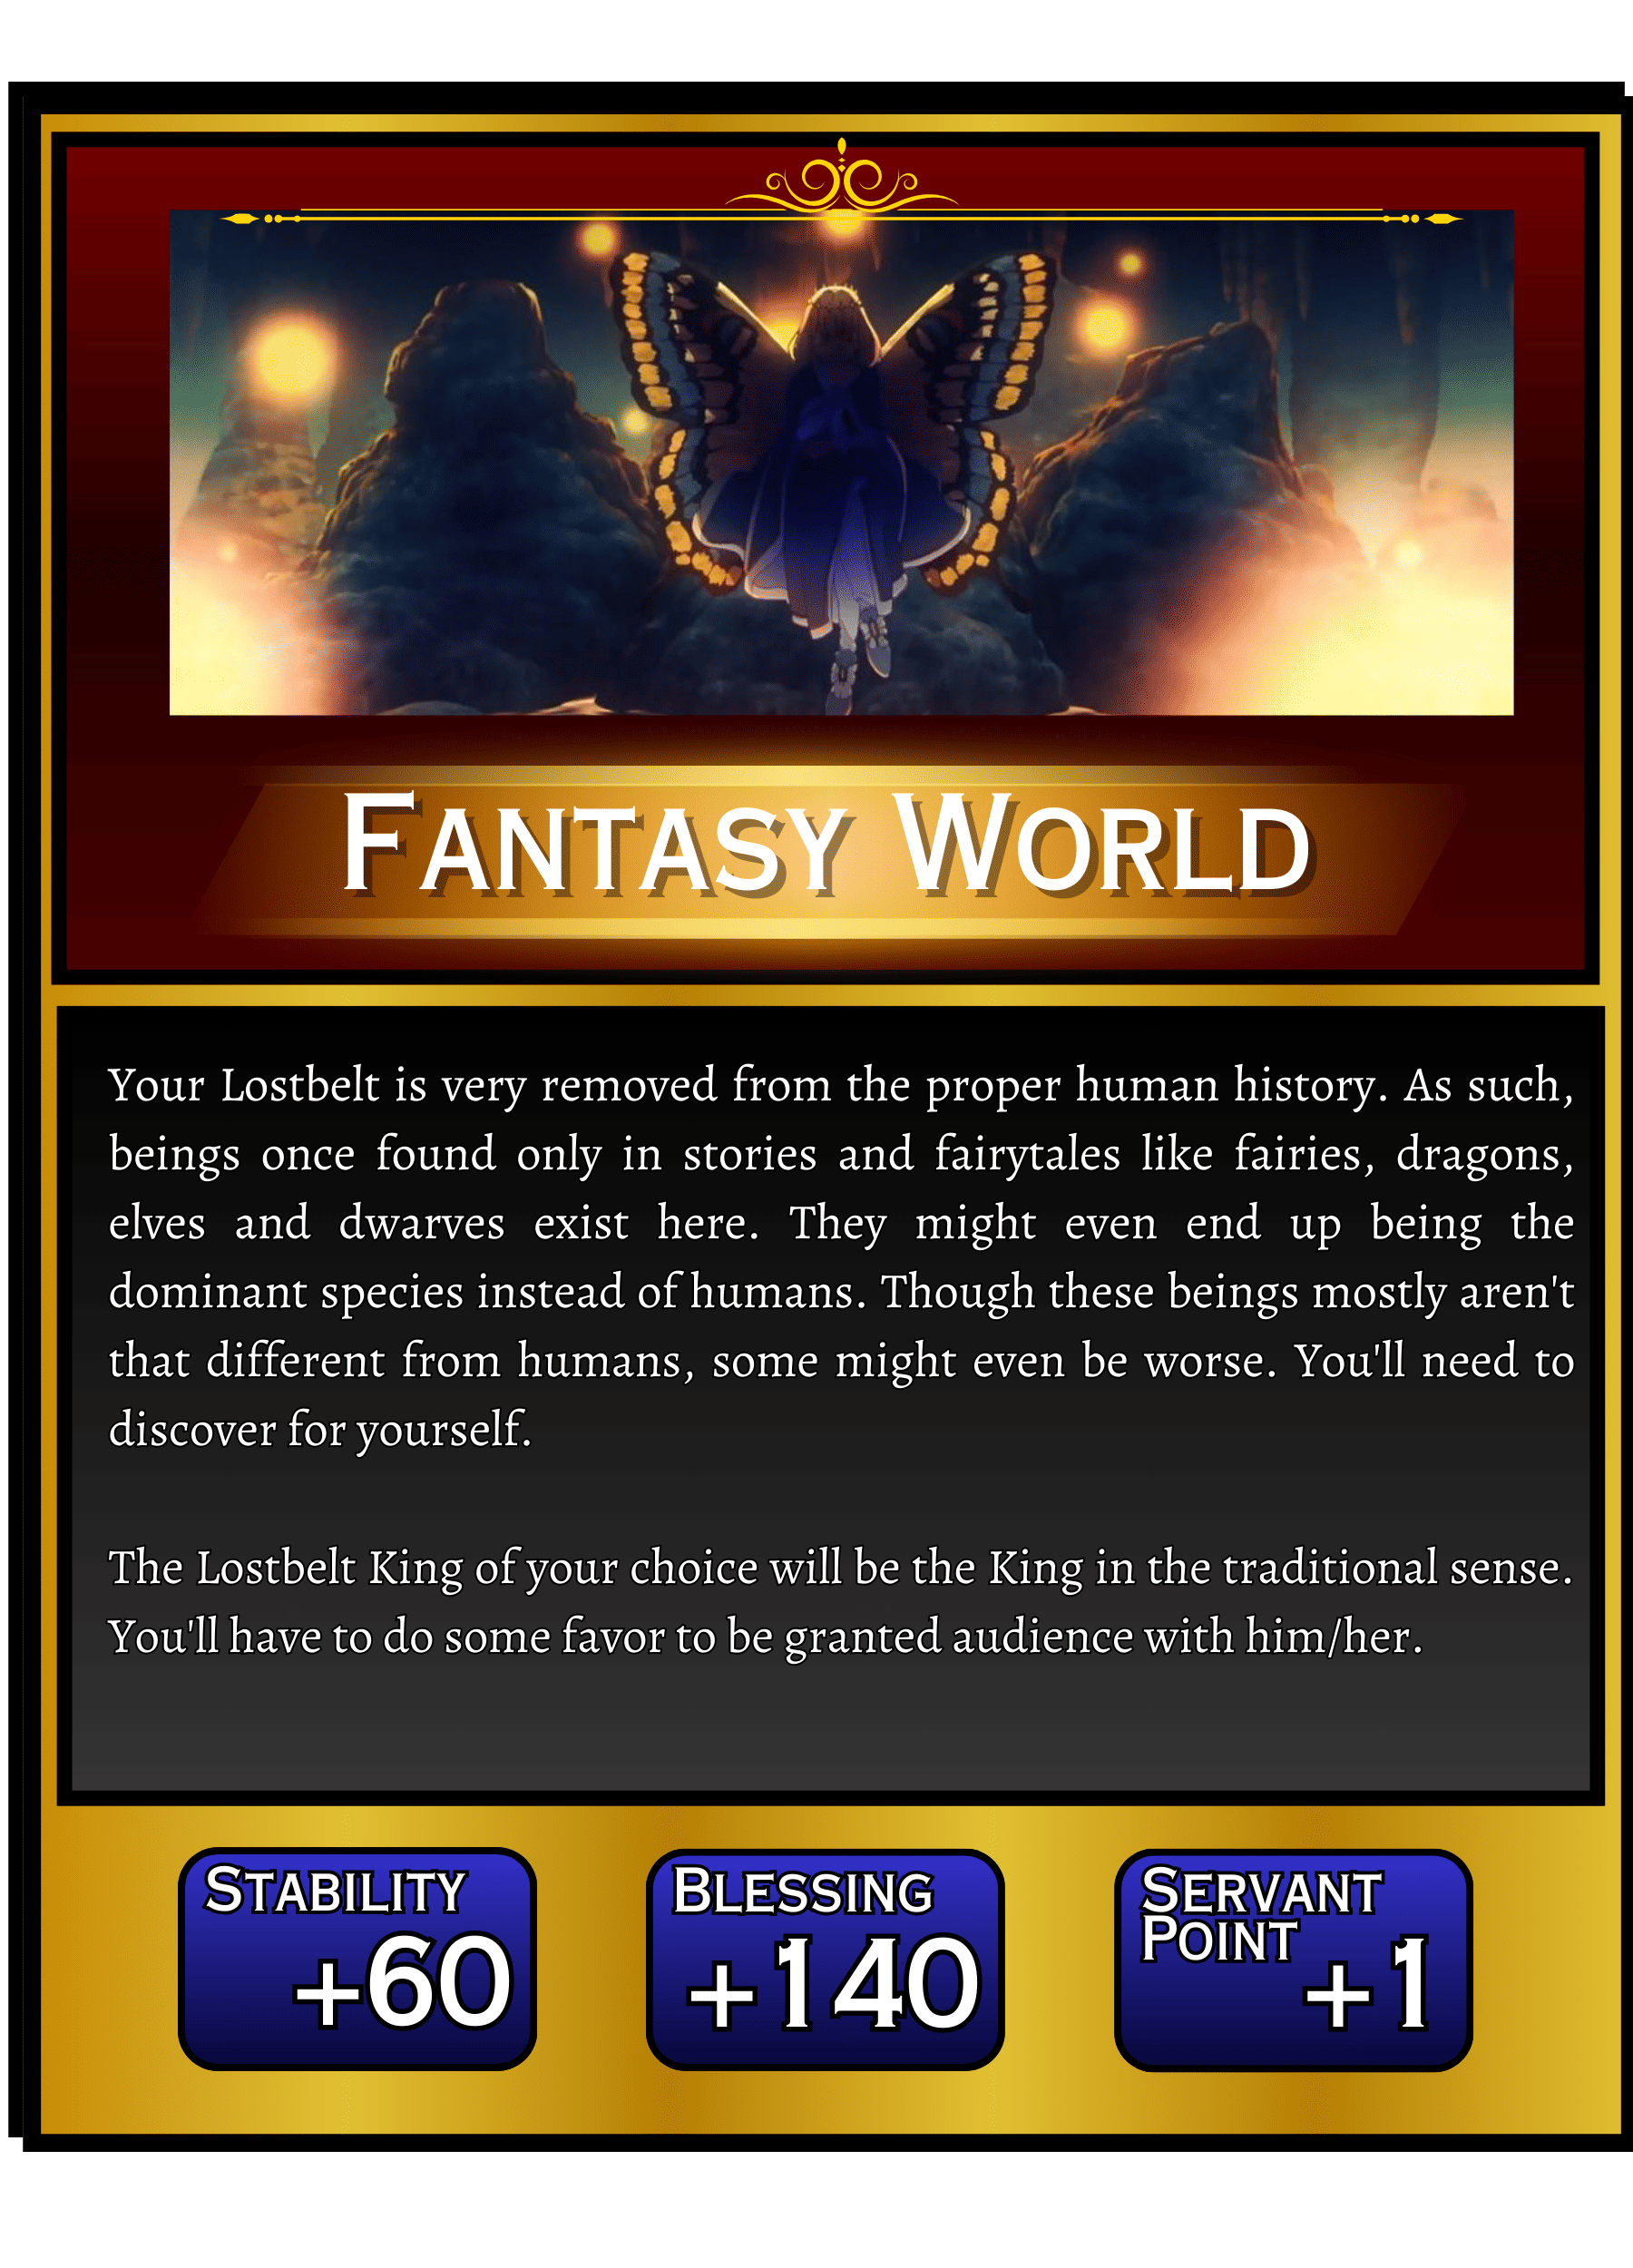 Fantasy World
Your Lostbelt is very removed from the proper human history. As such,
beings once found only in stories and fairytales like fairies, dragons,
elves and dwarves exist here. They might even end up being the
dominant species instead of humans. Though these beings mostly aren't
that different from humans, some might even be worse. You'll need to
discover for yourself.
The Lostbelt King of your choice will be the King in the traditional sense.
You'll have to do some favor to be granted audience with him/her.
Stability
+60
Blessing
+140
Servant
Point
+1